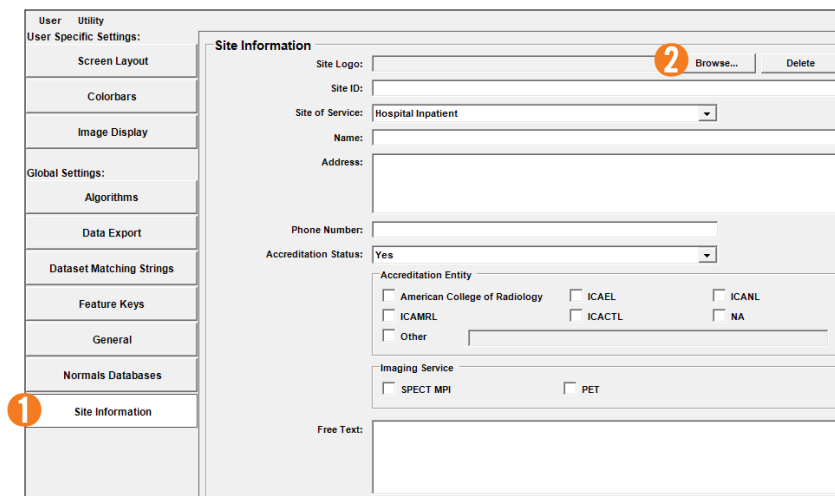 User Utility
User Specific Settings:
Screen Layout
Colorbars
Image Display
Global Settings:
Algorithms
Data Export
Dataset Matching Strings
Feature Keys
General
Normals Databases
1 Site Information
Site Information
Site Logo: 2 Browse... Delete
Site ID:
Site of Service: Hospital Inpatient
Name:
Address:
Phone Number:
Accreditation Status: Yes
Accreditation Entity
American College of Radiology ICAEL ICANL
ICAMRL ICACTL NA
Other
Imaging Service
SPECT MPI PET
Free Text: